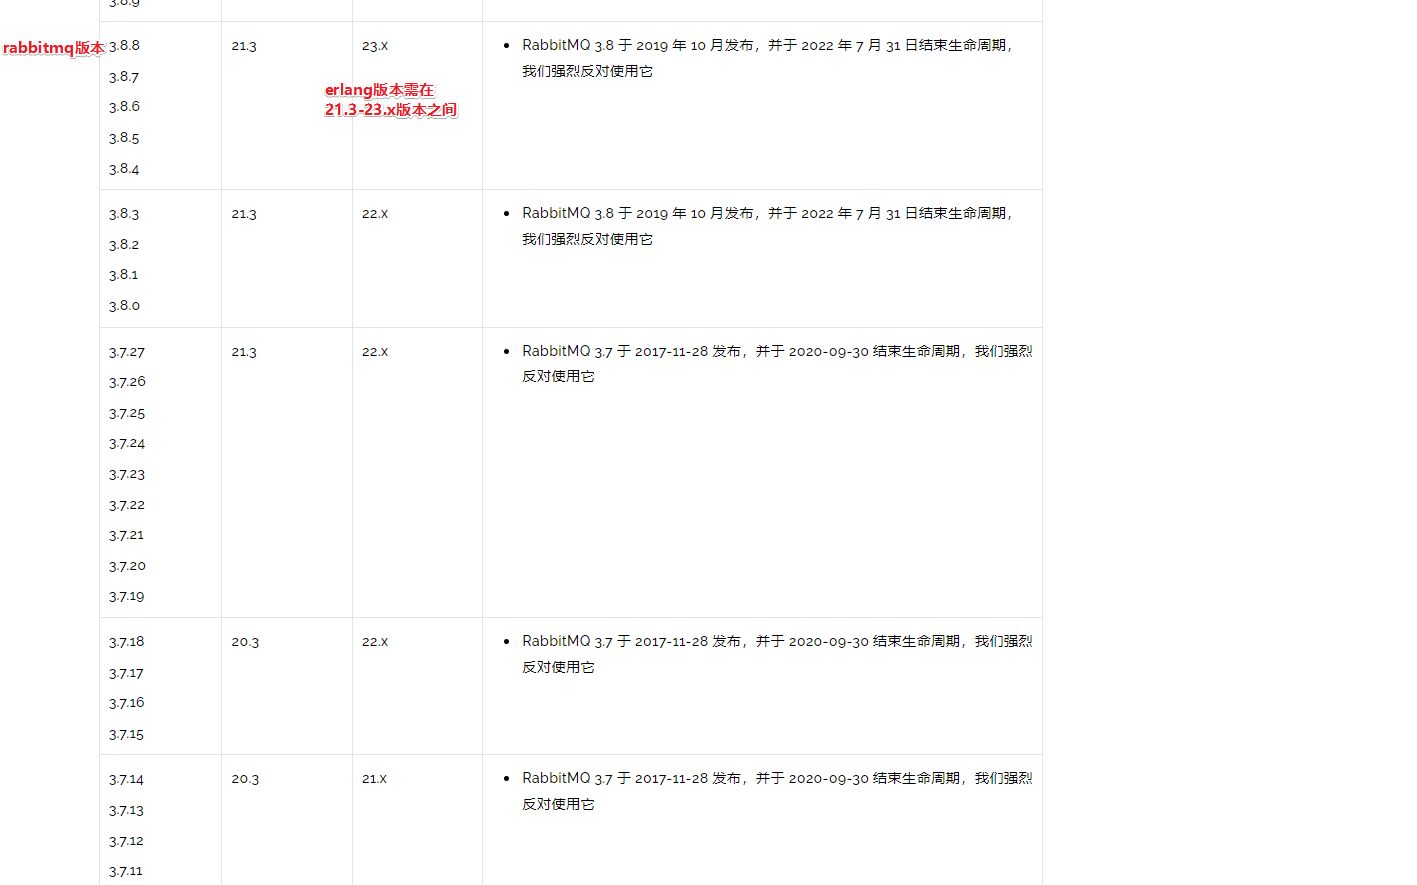 3.8.9
rabbitmq版本
3.8.8
21.3
23.x
RabbitMQ 3.8 于 2019 年 10 月发布，并于 2022 年 7 月 31 日结束生命周期，
我们强烈反对使用它
3.8.7
erlang版本需在
21.3-23.x版本之间
3.8.6
3.8.5
3.8.4
3.8.3
21.3
22.x
RabbitMQ 3.8 于 2019 年 10 月发布，并于 2022 年 7 月 31 日结束生命周期，
我们强烈反对使用它
3.8.2
3.8.1
3.8.0
3.7.27
21.3
22.x
RabbitMQ 3.7 于 2017-11-28 发布，并于 2020-09-30 结束生命周期，我们强烈
反对使用它
3.7.26
3.7.25
3.7.24
3.7.23
3.7.22
3.7.21
3.7.20
3.7.19
3.7.18
20.3
22.x
RabbitMQ 3.7 于 2017-11-28 发布，并于 2020-09-30 结束生命周期，我们强烈
反对使用它
3.7.17
3.7.16
3.7.15
3.7.14
20.3
21.x
RabbitMQ 3.7 于 2017-11-28 发布，并于 2020-09-30 结束生命周期，我们强烈
反对使用它
3.7.13
3.7.12
3.7.11